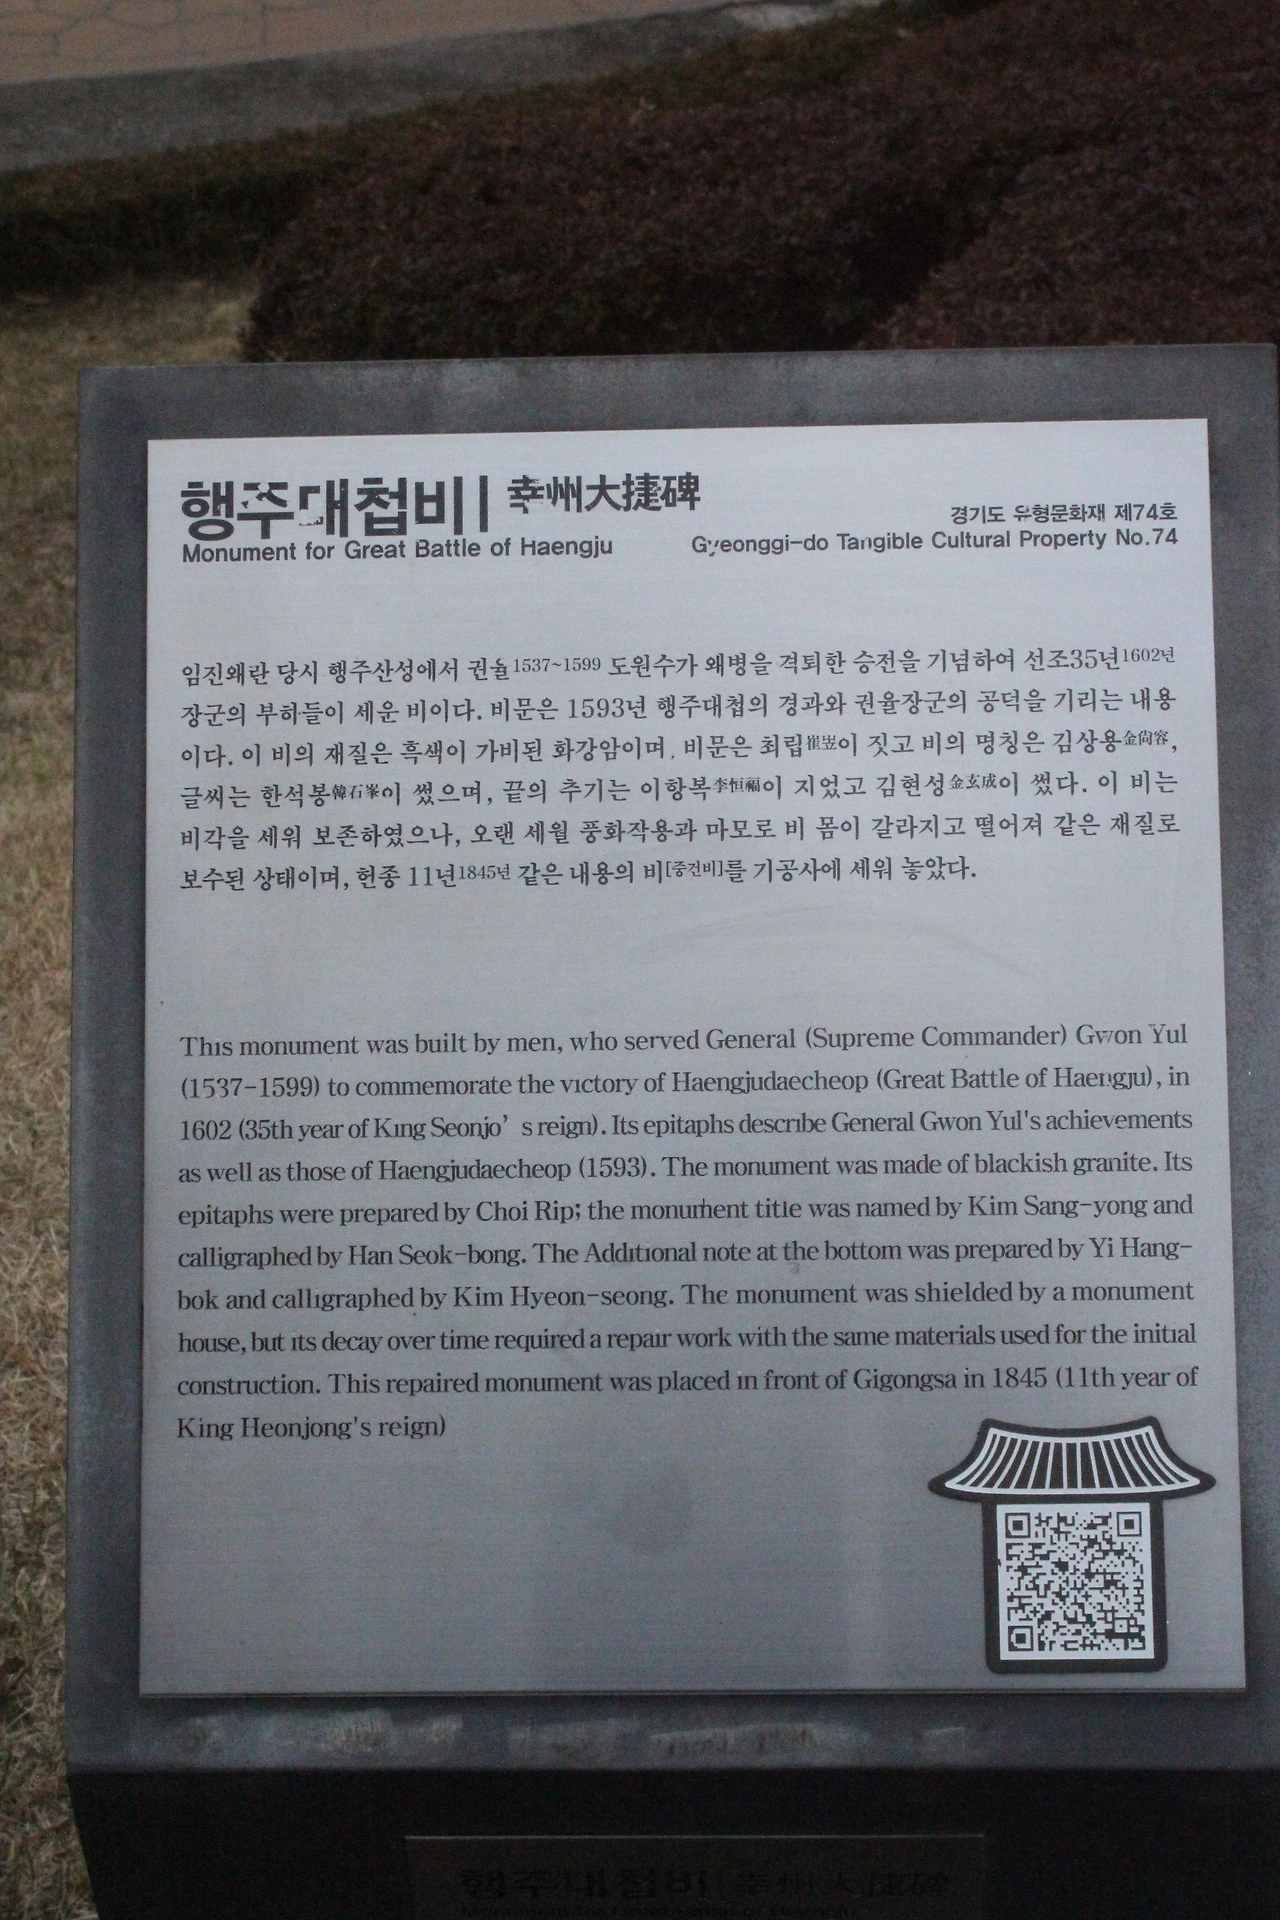 행주대첩비 | 幸州大捷碑
Monument for Great Battle of Haengju
경기도 유형문화재 제74호
Gyeonggi-do Tangible Cultural Property No.74
임진왜란 당시 행주산성에서 권율1537~1599 도원수가 왜병을 격퇴한 승전을 기념하여 선조35년1602년
장군의 부하들이 세운 비이다. 비문은 1593년 행주대첩의 경과와 권율장군의 공덕을 기리는 내용
이다. 이 비의 재질은 흑색이 가비된 화강암이며, 비문은 최립崔岦이 짓고 비의 명칭은 김상용金尙容,
글씨는 한석봉韓石峯이 썼으며, 끝의 추기는 이항복李恒福이 지었고 김현성金玄成이 썼다. 이 비는
비각을 세워 보존하였으나, 오랜 세월 풍화작용과 마모로 비 몸이 갈라지고 떨어져 같은 재질로
보수된 상태이며, 헌종 11년1845년 같은 내용의 비[중건비]를 기공사에 세워 놓았다.
This monument was built by men, who served General (Supreme Commander) Gwon Yul
(1537-1599) to commemorate the victory of Haengjudaecheop (Great Battle of Haengju), in
1602 (35th year of King Seonjo' s reign). Its epitaphs describe General Gwon Yul's achievements
as well as those of Haengjudaecheop (1593). The monument was made of blackish granite. Its
epitaphs were prepared by Choi Rip; the monument title was named by Kim Sang-yong and
calligraphed by Han Seok-bong. The Additional note at the bottom was prepared by Yi Hang-
bok and calligraphed by Kim Hyeon-seong. The monument was shielded by a monument
house, but its decay over time required a repair work with the same materials used for the initial
construction. This repaired monument was placed in front of Gigongsa in 1845 (11th year of
King Heonjong's reign)
행주대첩비 | 幸州大捷碑